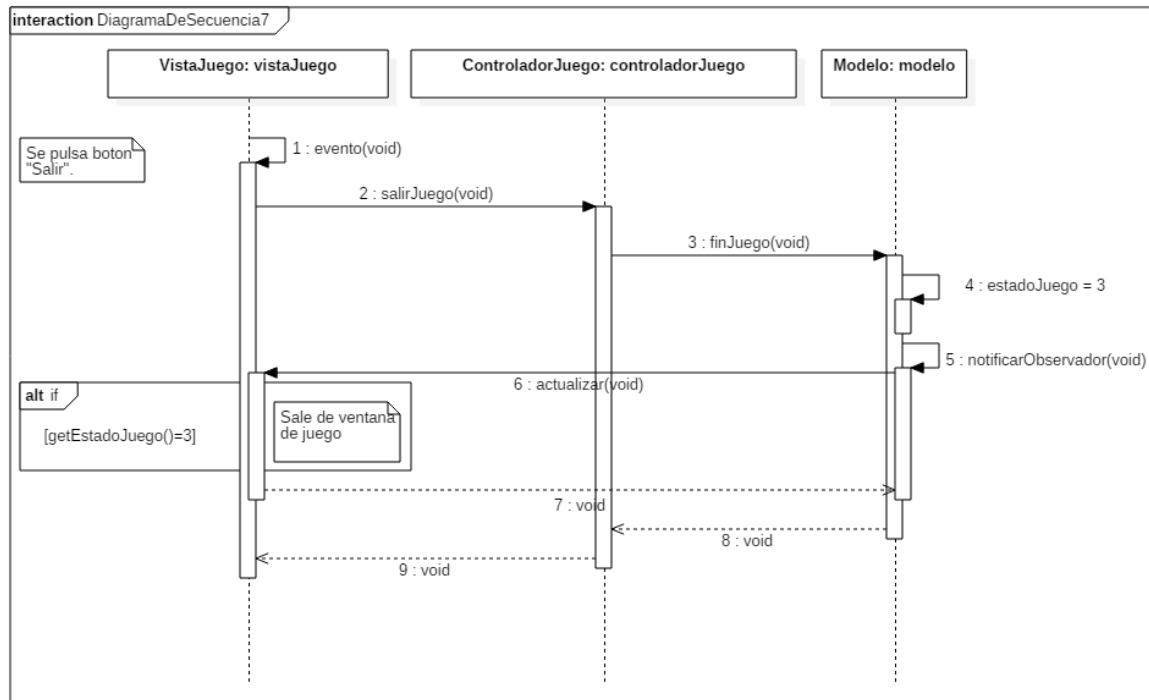 interaction DiagramaDeSecuencia7
VistaJuego: vistaJuego
ControladorJuego: controladorJuego
Modelo: modelo
Se pulsa boton
"Salir".
1 : evento(void)
2 : salirJuego(void)
3 : finJuego(void)
4 : estadoJuego = 3
5 : notificarObservador(void)
6 : actualizar(void)
alt if
[getEstadoJuego()=3]
Sale de ventana
de juego
7 : void
8 : void
9 : void